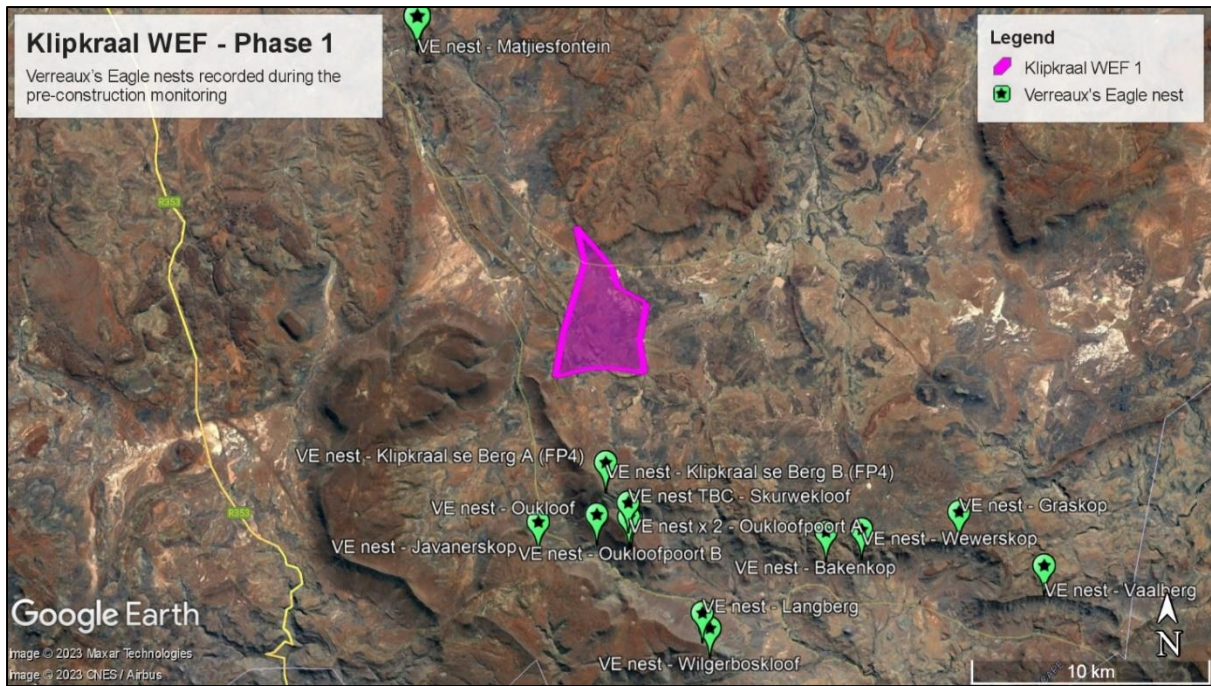 Klipkraal WEF - Phase 1
Verreaux's Eagle nests recorded during the
pre-construction monitoring
VE nest - Matjiesfontein
Legend
Klipkraal WEF 1
Verreaux's Eagle nest
R353
VE nest - Klipkraal se Berg A (FP4)
VE nest - Klipkraal se Berg B (FP4)
VE nest TBC - Skurwekloof
VE nest - Oukloof
VE nest - Graskop
VE nest x 2 - Oukloofpoort A
R353
VE nest - Javanerskop
VE nest - Oukloofpoort B
VE nest - Wewerskop
VE nest - Bakenkop
VE nest - Vaalberg
VE nest - Langberg
Google Earth
N
VE nest - Wilgerboskloof
Image © 2023 Maxar Technologies
Image © 2023 CNES / Airbus
10 km